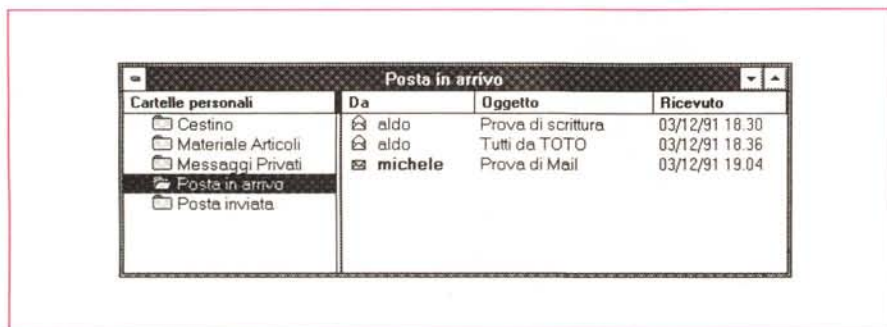 Posta in arrivo
Cartelle personali Da Oggetto Ricevuto
Cestino aldo Prova di scrittura 03/12/91 18.30
Materiale Articoli aldo Tutti da TOTO 03/12/91 18.36
Messaggi Privati michele Prova di Mail 03/12/91 19.04
Posta in arrivo
Posta inviata